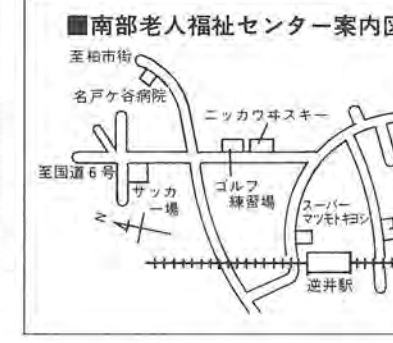 ■南部老人福祉センター案内図
至柏市街
名戸ケ谷病院
ニッカウヰスキー
至国道6号
サッカ
ー場
ゴルフ
練習場
スーパー
マツモトキヨシ
N
逆井駅